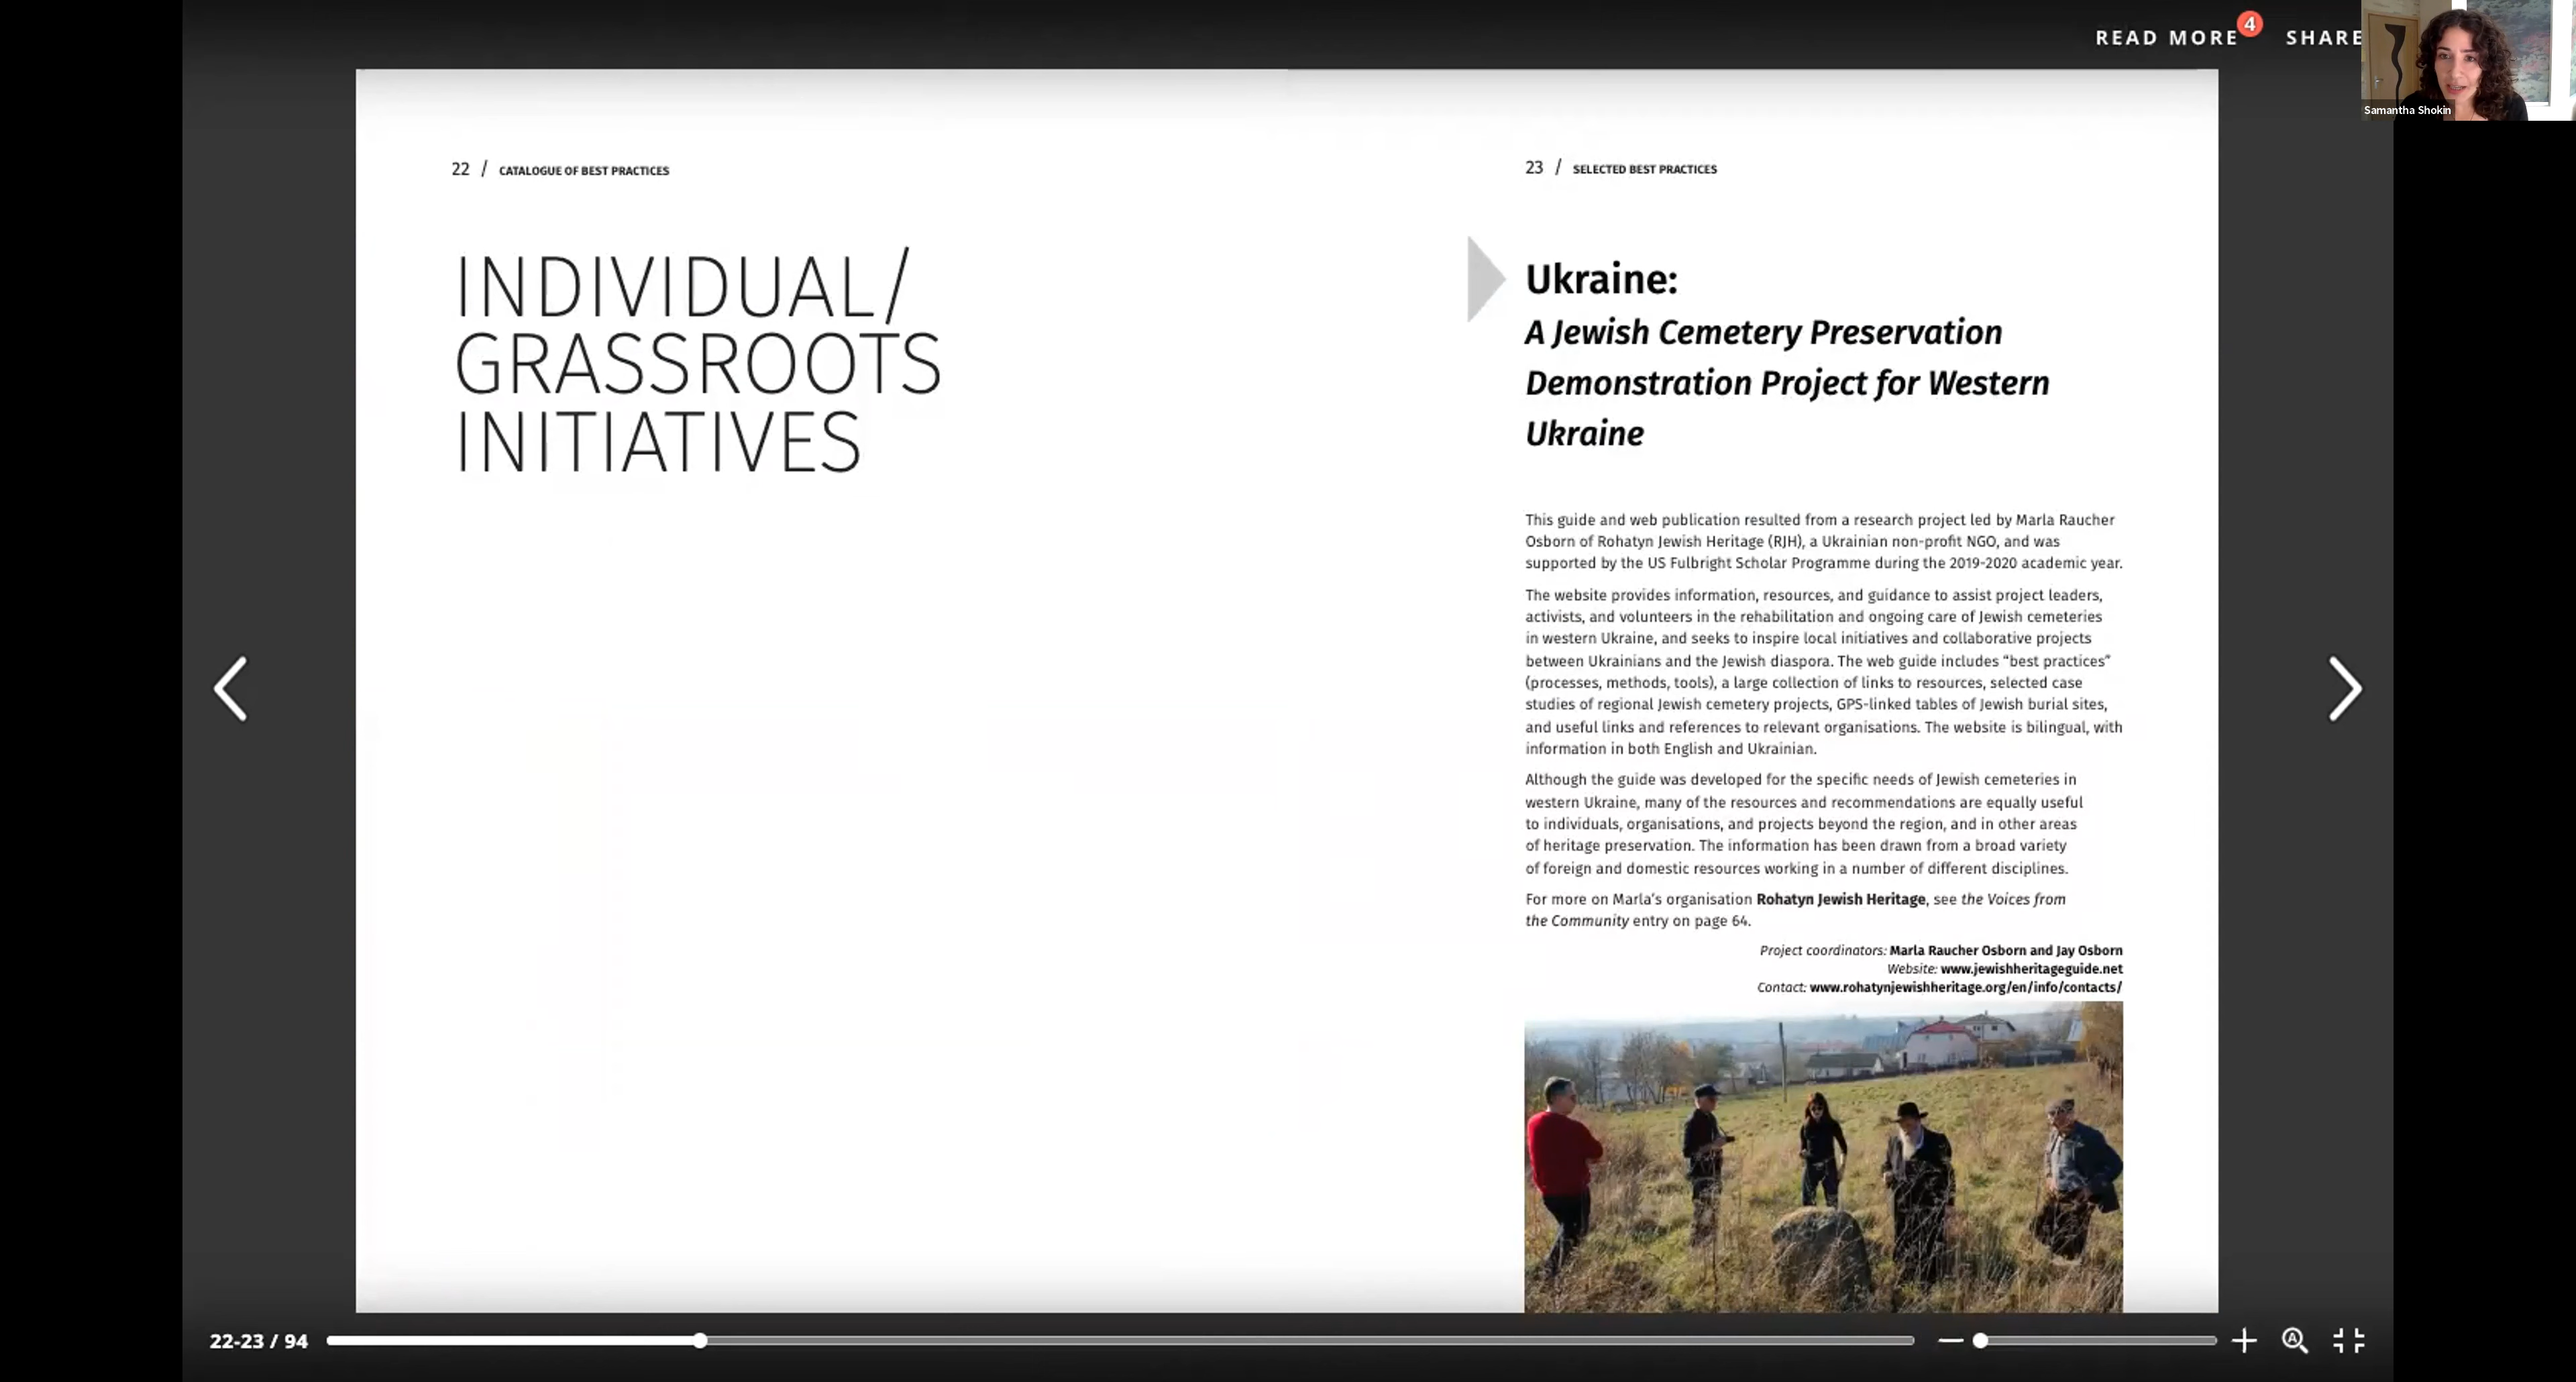 READ MORE 4 SHARE
Samantha Shokin
22 / CATALOGUE OF BEST PRACTICES
INDIVIDUAL/
GRASSROOTS
INITIATIVES
23 / SELECTED BEST PRACTICES
Ukraine:
A Jewish Cemetery Preservation
Demonstration Project for Western
Ukraine
This guide and web publication resulted from a research project led by Marla Raucher
Osborn of Rohatyn Jewish Heritage (RJH), a Ukrainian non-profit NGO, and was
supported by the US Fulbright Scholar Programme during the 2019-2020 academic year.
The website provides information, resources, and guidance to assist project leaders,
activists, and volunteers in the rehabilitation and ongoing care of Jewish cemeteries
in western Ukraine, and seeks to inspire local initiatives and collaborative projects
between Ukrainians and the Jewish diaspora. The web guide includes “best practices”
(processes, methods, tools), a large collection of links to resources, selected case
studies of regional Jewish cemetery projects, GPS-linked tables of Jewish burial sites,
and useful links and references to relevant organisations. The website is bilingual, with
information in both English and Ukrainian.
Although the guide was developed for the specific needs of Jewish cemeteries in
western Ukraine, many of the resources and recommendations are equally useful
to individuals, organisations, and projects beyond the region, and in other areas
of heritage preservation. The information has been drawn from a broad variety
of foreign and domestic resources working in a number of different disciplines.
For more on Marla's organisation Rohatyn Jewish Heritage, see the Voices from
the Community entry on page 64.
Project coordinators: Marla Raucher Osborn and Jay Osborn
Website: www.jewishheritageguide.net
Contact: www.rohatynjewishheritage.org/en/info/contacts/
22-23 / 94